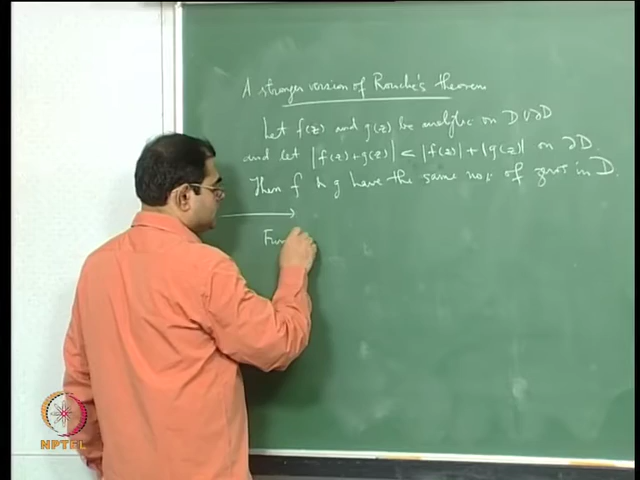 A stronger version of Rouche's theorem
Let f(z) and g(z) be analytic on D∪∂D
and let |f(z)+g(z)| < |f(z)|+|g(z)| on ∂D.
Then f & g have the same no. of zeros in D.
Fun
NPTEL